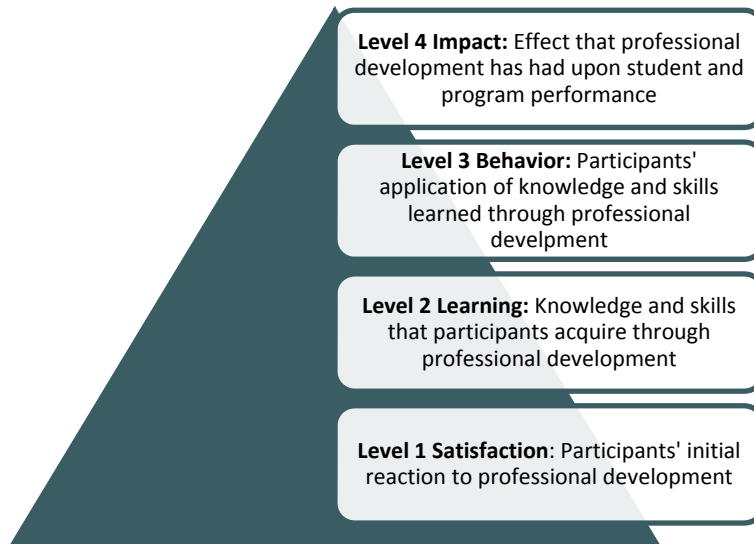 Level 4 Impact: Effect that professional
development has had upon student and
program performance
Level 3 Behavior: Participants'
application of knowledge and skills
learned through professional
develpment
Level 2 Learning: Knowledge and skills
that participants acquire through
professional development
Level 1 Satisfaction: Participants' initial
reaction to professional development